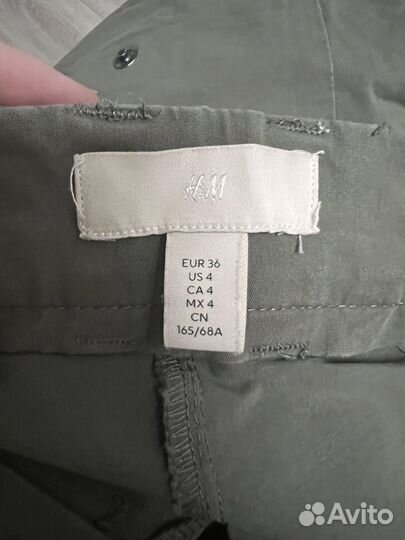 H&M
EUR 36
US 4
CA 4
MX 4
CN
165/68A
Avito